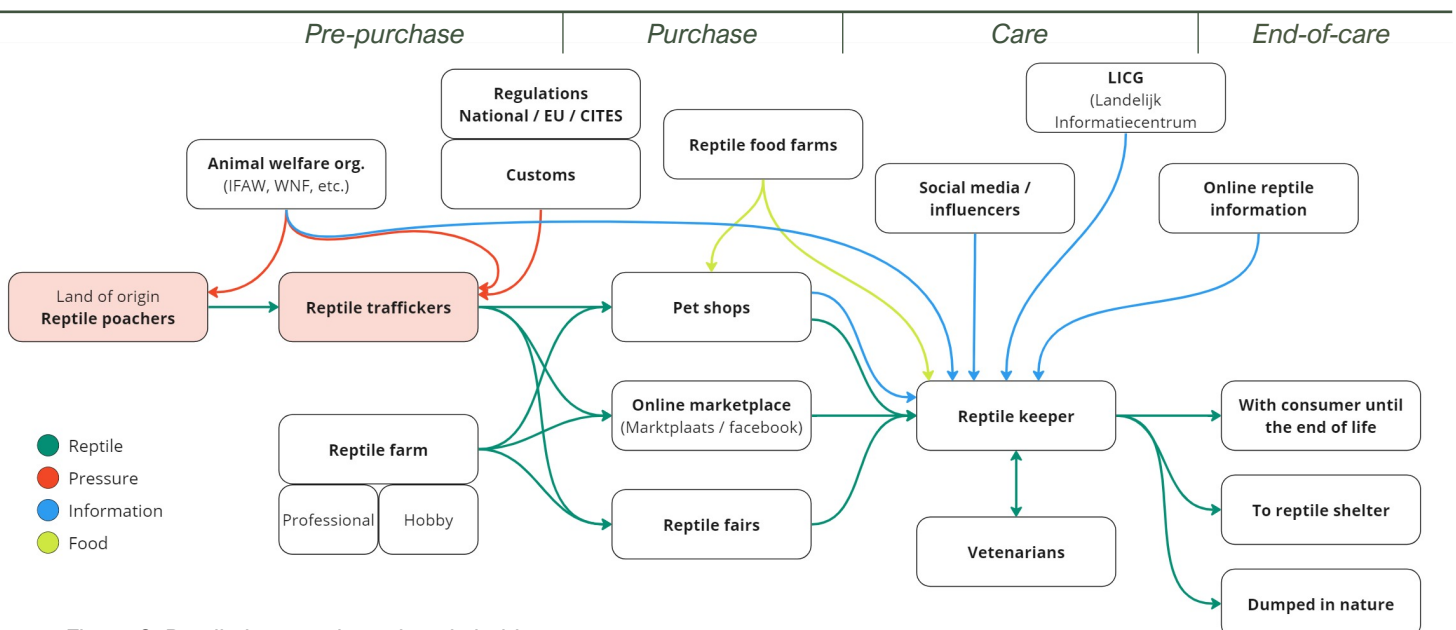 Pre-purchase
Purchase
Care
End-of-care
Regulations
National / EU / CITES
Customs
Animal welfare org.
(IFAW, WNF, etc.)
Reptile food farms
LICG
(Landelijk
Informatiecentrum
Social media /
influencers
Online reptile
information
Land of origin
Reptile poachers
Reptile traffickers
Pet shops
Online marketplace
(Marktplaats / facebook)
Reptile keeper
With consumer until
the end of life
Reptile farm
Professional
Hobby
Reptile fairs
To reptile shelter
Vetenarians
Dumped in nature
Reptile
Pressure
Information
Food